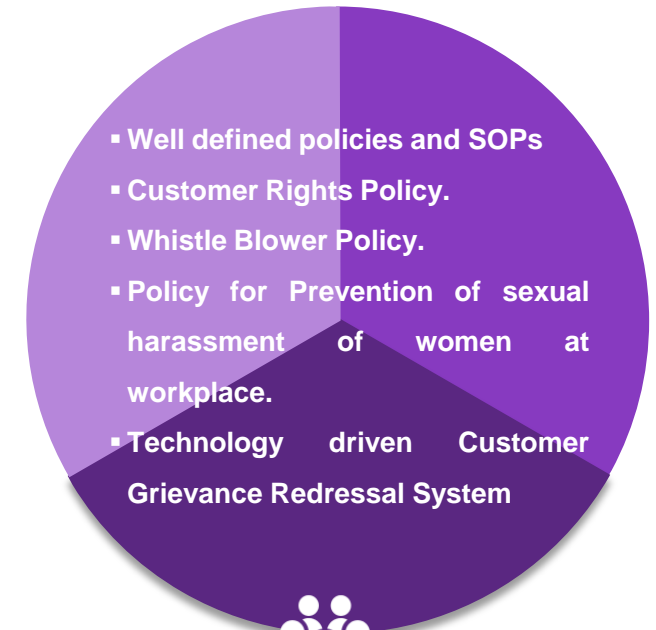 ▪ Well defined policies and SOPs
▪ Customer Rights Policy.
▪ Whistle Blower Policy.
▪ Policy for Prevention of sexual
harassment of women at
workplace.
▪ Technology driven Customer
Grievance Redressal System